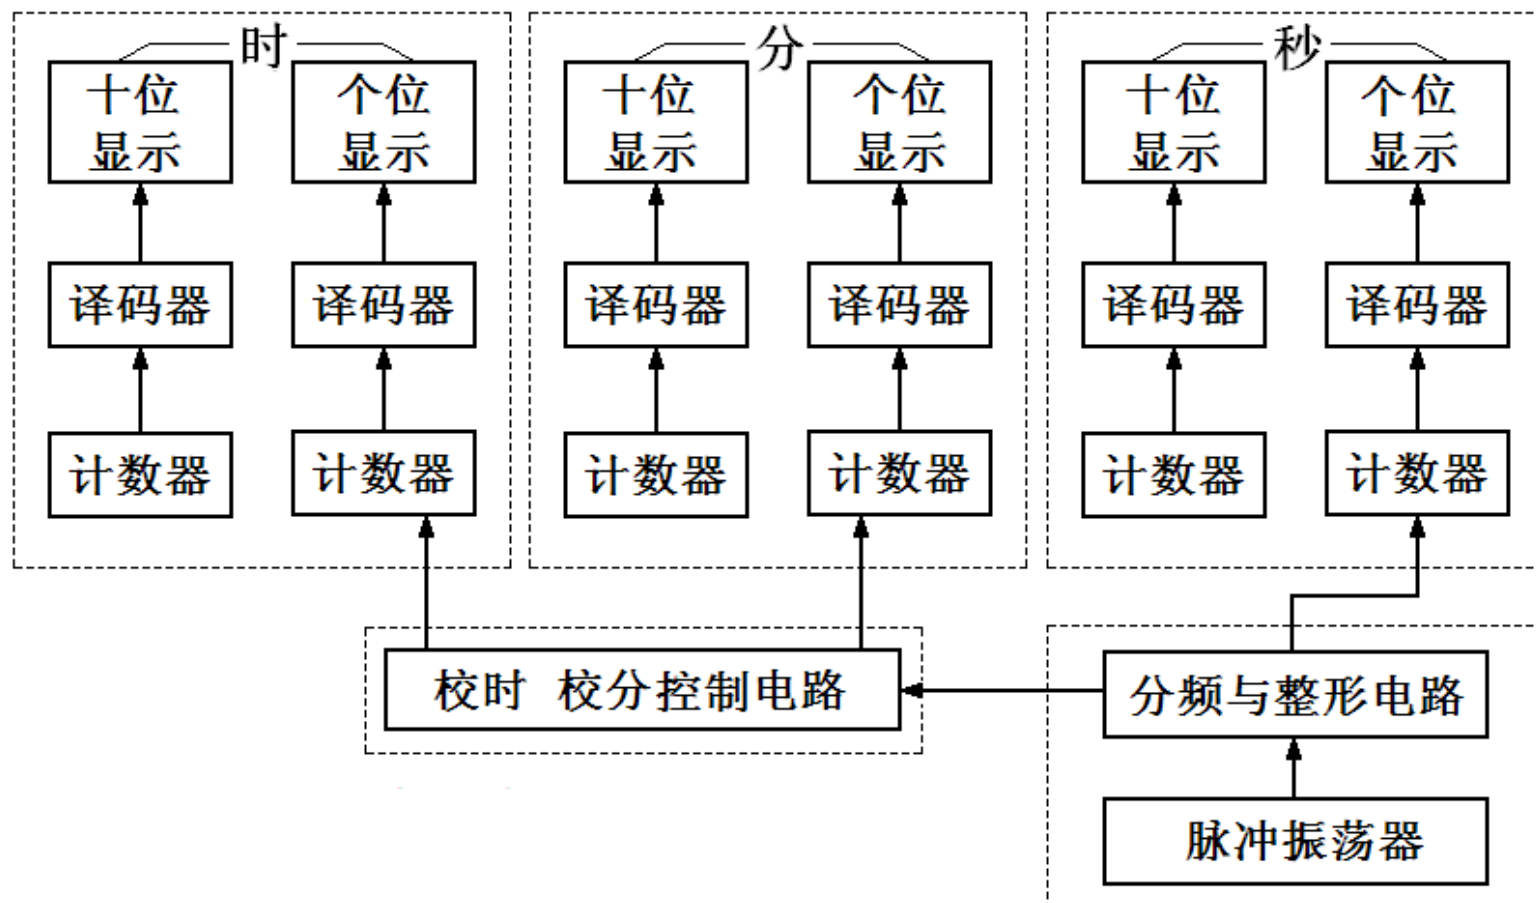 时
分
秒
十位
显示
个位
显示
十位
显示
个位
显示
十位
显示
个位
显示
译码器
译码器
译码器
译码器
译码器
译码器
计数器
计数器
计数器
计数器
计数器
计数器
校时 校分控制电路
分频与整形电路
脉冲振荡器